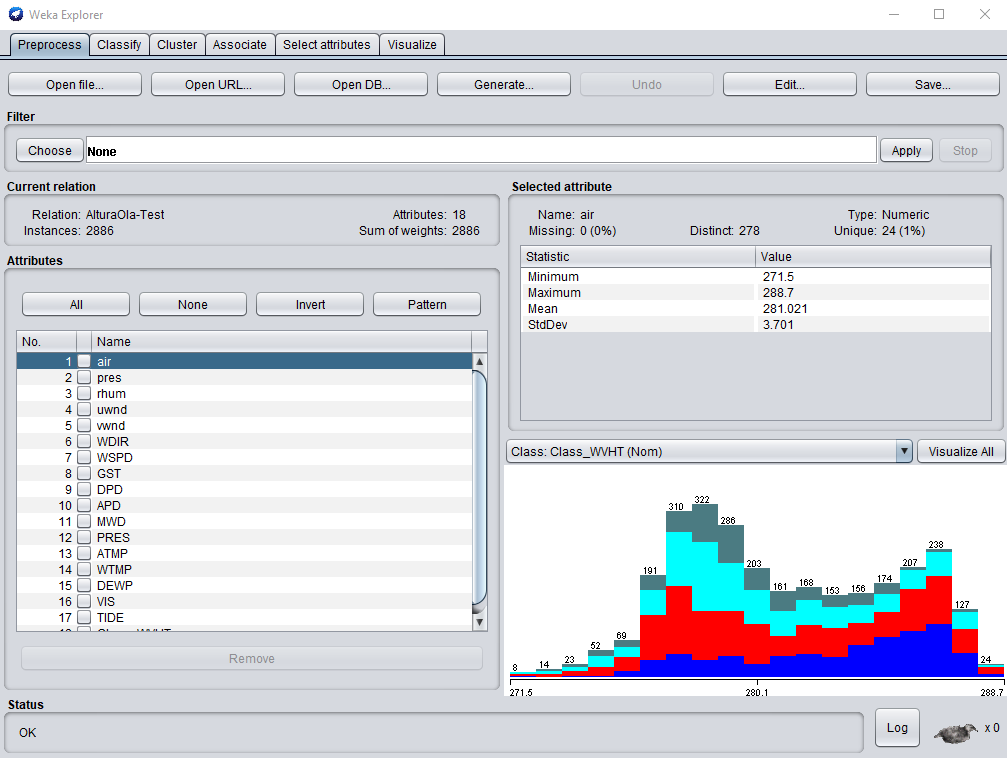 Weka Explorer
Preprocess Classify Cluster Associate Select attributes Visualize
Open file... Open URL... Open DB... Generate... Undo Edit... Save...
Filter
Choose None Apply Stop
Current relation
Relation: AlturaOla-Test Attributes: 18
Instances: 2886 Sum of weights: 2886
Attributes
All None Invert Pattern
No. Name
1 air
2 pres
3 rhum
4 uwnd
5 vwnd
6 WDIR
7 WSPD
8 GST
9 DPD
10 APD
11 MWD
12 PRES
13 ATMP
14 WTMP
15 DEWP
16 VIS
17 TIDE
18 Class_WVHT
Remove
Selected attribute
Name: air Type: Numeric
Missing: 0 (0%) Distinct: 278 Unique: 24 (1%)
Statistic Value
Minimum 271.5
Maximum 288.7
Mean 281.021
StdDev 3.701
Class: Class_WVHT (Nom) Visualize All
8 14 23 52 69 191 310 322 286 203 161 168 153 156 174 207 238 127 24
271.5 280.1 288.7
Status
OK Log x 0